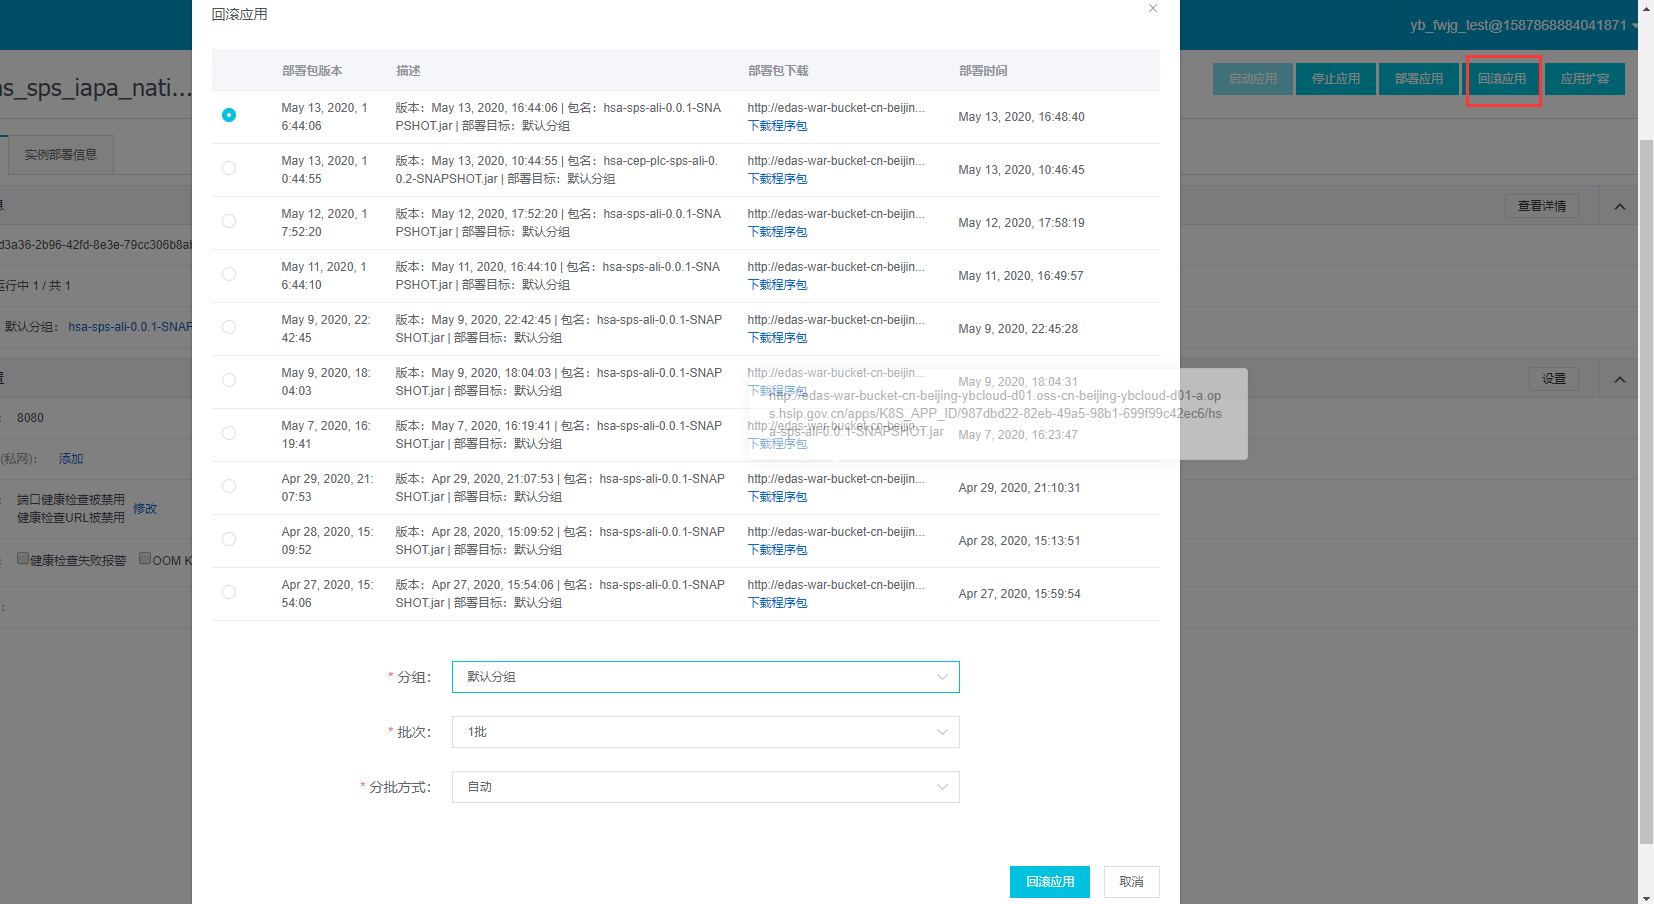 回滚应用
yb_fwjg_test@1587868884041871
as_sps_iapa_nati...
启动应用 停止应用 部署应用 回滚应用 应用扩容
实例部署信息
息
查看详情
d3a36-2b96-42fd-8e3e-79cc306b8ab
运行中 1 / 共 1
默认分组: hsa-sps-ali-0.0.1-SNAP
置
设置
: 8080
(私网): 添加
: 端口健康检查被禁用
健康检查URL被禁用
修改
: 健康检查失败报警 OOM K
:
部署包版本 描述 部署包下载 部署时间
May 13, 2020, 1
6:44:06
版本：May 13, 2020, 16:44:06 | 包名：hsa-sps-ali-0.0.1-SNA
PSHOT.jar | 部署目标：默认分组
http://edas-war-bucket-cn-beijin...
下载程序包
May 13, 2020, 16:48:40
May 13, 2020, 1
0:44:55
版本：May 13, 2020, 10:44:55 | 包名：hsa-cep-plc-sps-ali-0.
0.2-SNAPSHOT.jar | 部署目标：默认分组
http://edas-war-bucket-cn-beijin...
下载程序包
May 13, 2020, 10:46:45
May 12, 2020, 1
7:52:20
版本：May 12, 2020, 17:52:20 | 包名：hsa-sps-ali-0.0.1-SNA
PSHOT.jar | 部署目标：默认分组
http://edas-war-bucket-cn-beijin...
下载程序包
May 12, 2020, 17:58:19
May 11, 2020, 1
6:44:10
版本：May 11, 2020, 16:44:10 | 包名：hsa-sps-ali-0.0.1-SNA
PSHOT.jar | 部署目标：默认分组
http://edas-war-bucket-cn-beijin...
下载程序包
May 11, 2020, 16:49:57
May 9, 2020, 22:
42:45
版本：May 9, 2020, 22:42:45 | 包名：hsa-sps-ali-0.0.1-SNAP
SHOT.jar | 部署目标：默认分组
http://edas-war-bucket-cn-beijin...
下载程序包
May 9, 2020, 22:45:28
May 9, 2020, 18:
04:03
版本：May 9, 2020, 18:04:03 | 包名：hsa-sps-ali-0.0.1-SNAP
SHOT.jar | 部署目标：默认分组
http://edas-war-bucket-cn-beijin...
下载程序包
May 9, 2020, 18:04:31
http://edas-war-bucket-cn-beijing-ybcloud-d01.oss-cn-beijing-ybcloud-d01-a.op
s.hsip.gov.cn/apps/K8S_APP_ID/987dbd22-82eb-49a5-98b1-699f99c42ec6/hs
a-sps-ali-0.0.1-SNAPSHOT.jar
May 7, 2020, 16:
19:41
版本：May 7, 2020, 16:19:41 | 包名：hsa-sps-ali-0.0.1-SNAP
SHOT.jar | 部署目标：默认分组
http://edas-war-bucket-cn-beijin...
下载程序包
May 7, 2020, 16:23:47
Apr 29, 2020, 21:
07:53
版本：Apr 29, 2020, 21:07:53 | 包名：hsa-sps-ali-0.0.1-SNAP
SHOT.jar | 部署目标：默认分组
http://edas-war-bucket-cn-beijin...
下载程序包
Apr 29, 2020, 21:10:31
Apr 28, 2020, 15:
09:52
版本：Apr 28, 2020, 15:09:52 | 包名：hsa-sps-ali-0.0.1-SNAP
SHOT.jar | 部署目标：默认分组
http://edas-war-bucket-cn-beijin...
下载程序包
Apr 28, 2020, 15:13:51
Apr 27, 2020, 15:
54:06
版本：Apr 27, 2020, 15:54:06 | 包名：hsa-sps-ali-0.0.1-SNAP
SHOT.jar | 部署目标：默认分组
http://edas-war-bucket-cn-beijin...
下载程序包
Apr 27, 2020, 15:59:54
* 分组： 默认分组
* 批次： 1批
* 分批方式： 自动
回滚应用 取消